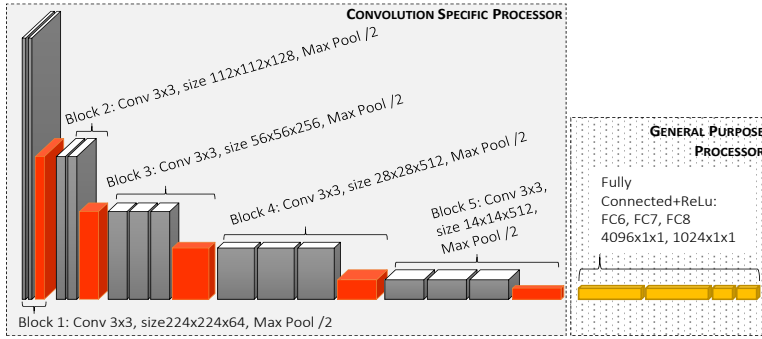 CONVOLUTION SPECIFIC PROCESSOR
Block 2: Conv 3x3, size 112x112x128, Max Pool /2
Block 3: Conv 3x3, size 56x56x256, Max Pool /2
Block 4: Conv 3x3, size 28x28x512, Max Pool /2
Block 5: Conv 3x3,
size 14x14x512,
Max Pool /2
GENERAL PURPOSE
PROCESSOR
Fully
Connected+ReLu:
FC6, FC7, FC8
4096x1x1, 1024x1x1
Block 1: Conv 3x3, size224x224x64, Max Pool /2